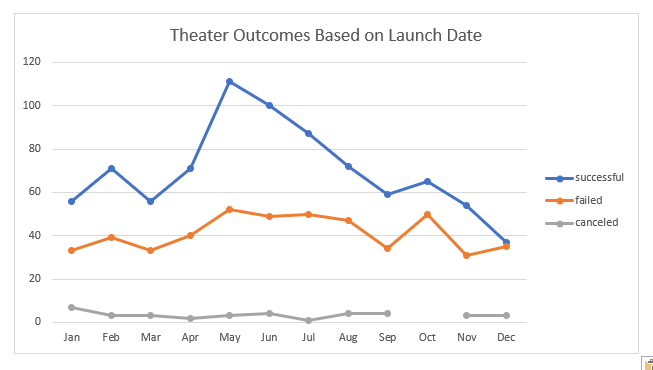 Theater Outcomes Based on Launch Date
120
100
80
60
40
20
0
Jan Feb Mar Apr May Jun Jul Aug Sep Oct Nov Dec
successful
failed
canceled